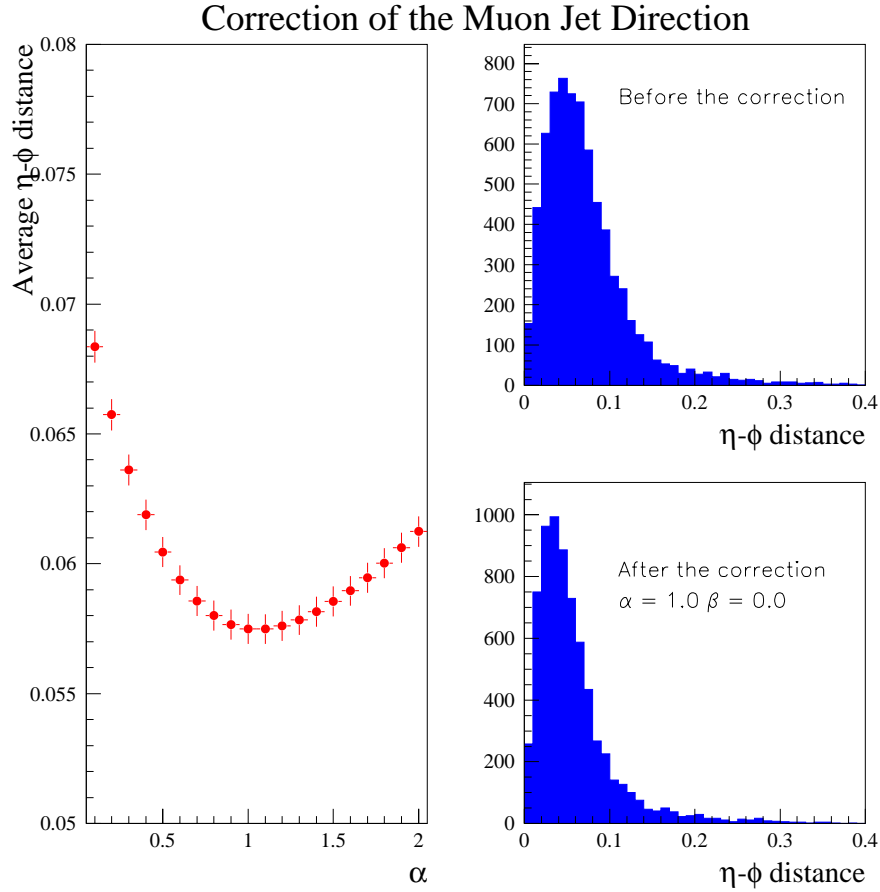 Correction of the Muon Jet Direction
Average η-ϕ distance
0.08
0.075
0.07
0.065
0.06
0.055
0.05
0.5 1 1.5 2
α
800
700
600
500
400
300
200
100
0
Before the correction
0 0.1 0.2 0.3 0.4
η-ϕ distance
1000
800
600
400
200
0
After the correction
α = 1.0 β = 0.0
0 0.1 0.2 0.3 0.4
η-ϕ distance